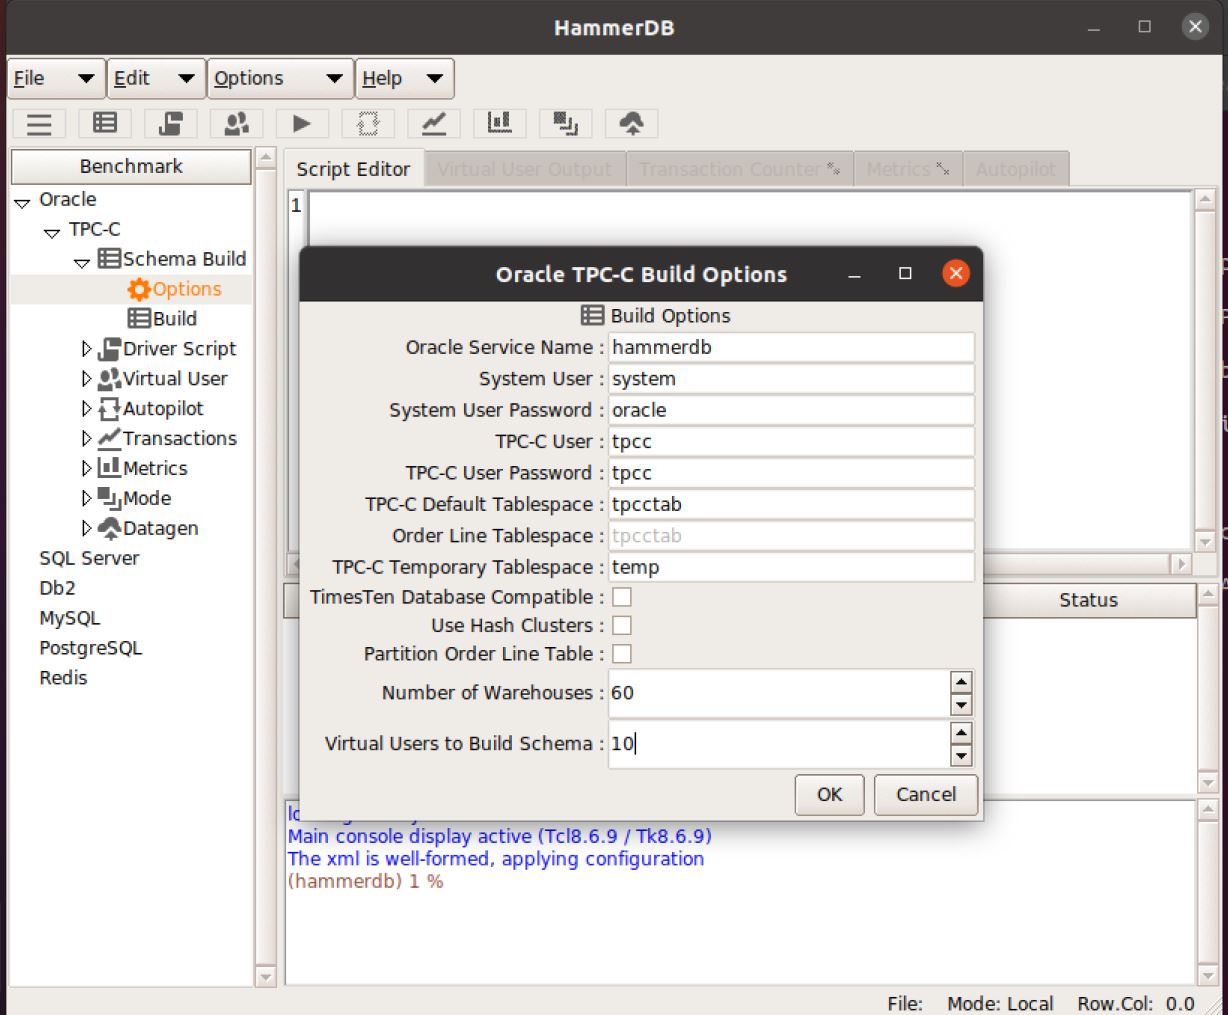 HammerDB
File Edit Options Help
Benchmark
Oracle
TPC-C
Schema Build
Options
Build
Driver Script
Virtual User
Autopilot
Transactions
Metrics
Mode
Datagen
SQL Server
Db2
MySQL
PostgreSQL
Redis
Script Editor Virtual User Output Transaction Counter Metrics Autopilot
1
Oracle TPC-C Build Options
Build Options
Oracle Service Name : hammerdb
System User : system
System User Password : oracle
TPC-C User : tpcc
TPC-C User Password : tpcc
TPC-C Default Tablespace : tpcctab
Order Line Tablespace : tpcctab
TPC-C Temporary Tablespace : temp
TimesTen Database Compatible :
Use Hash Clusters :
Partition Order Line Table :
Number of Warehouses : 60
Virtual Users to Build Schema : 10
OK Cancel
Status
Main console display active (Tcl8.6.9 / Tk8.6.9)
The xml is well-formed, applying configuration
(hammerdb) 1 %
File: Mode: Local Row.Col: 0.0